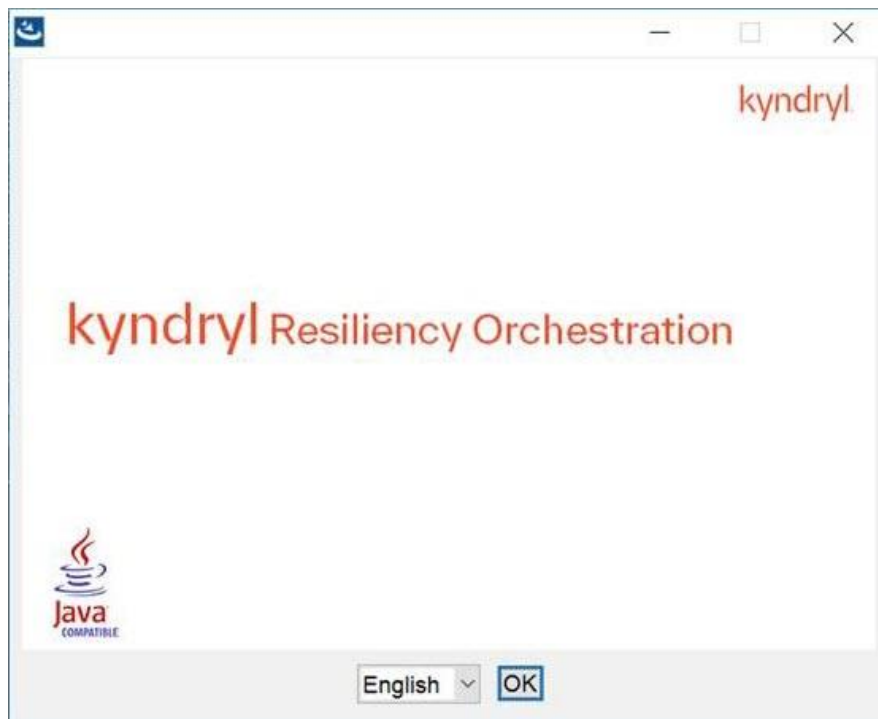 kyndryl
kyndryl Resiliency Orchestration
Java
COMPATIBLE
English OK